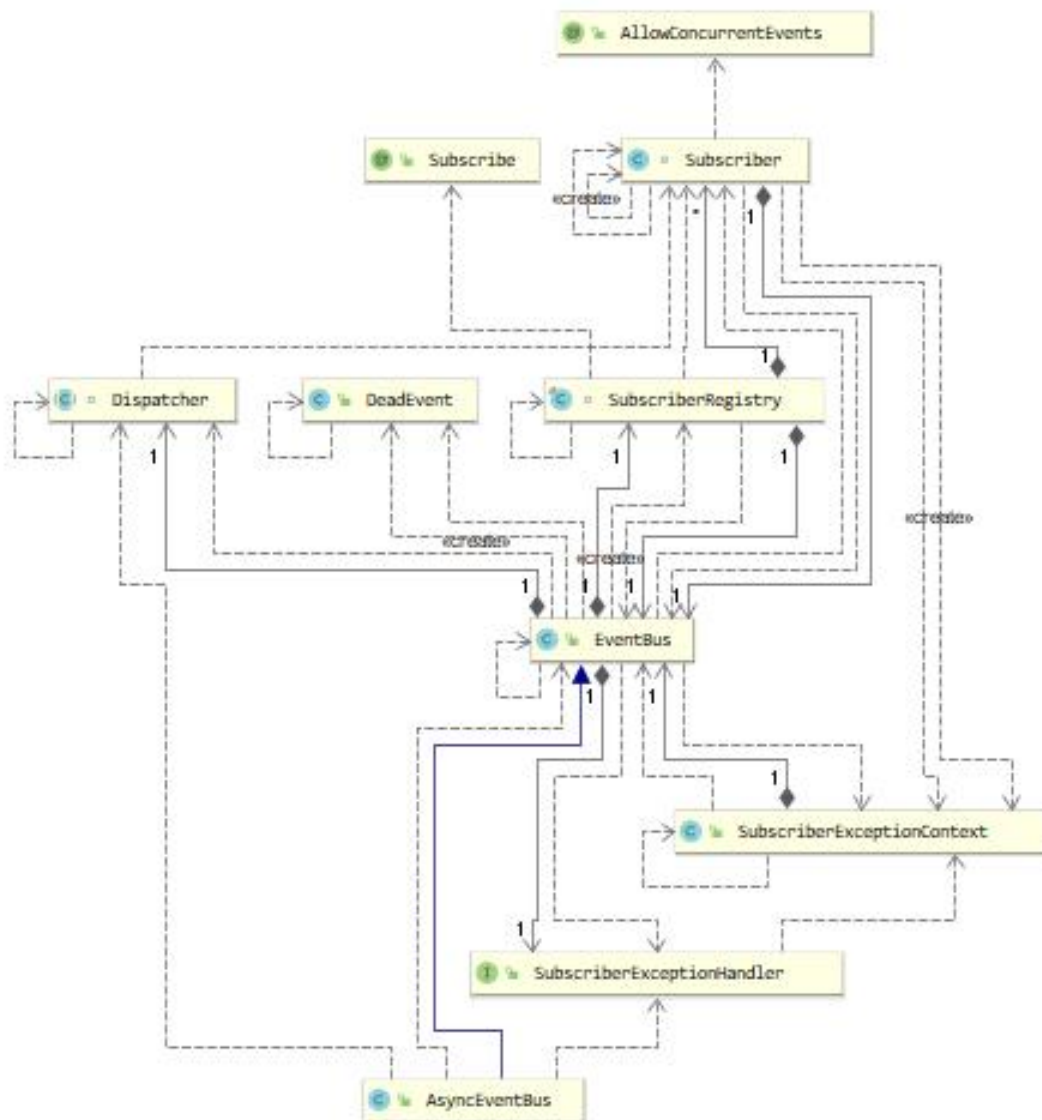 AllowConcurrentEvents
Subscribe
Subscriber
«create»
*
1
1
Dispatcher
DeadEvent
SubscriberRegistry
1
1
1
«create»
«create»
«create»
1
1
1
1
EventBus
1
1
1
SubscriberExceptionContext
1
SubscriberExceptionHandler
AsyncEventBus